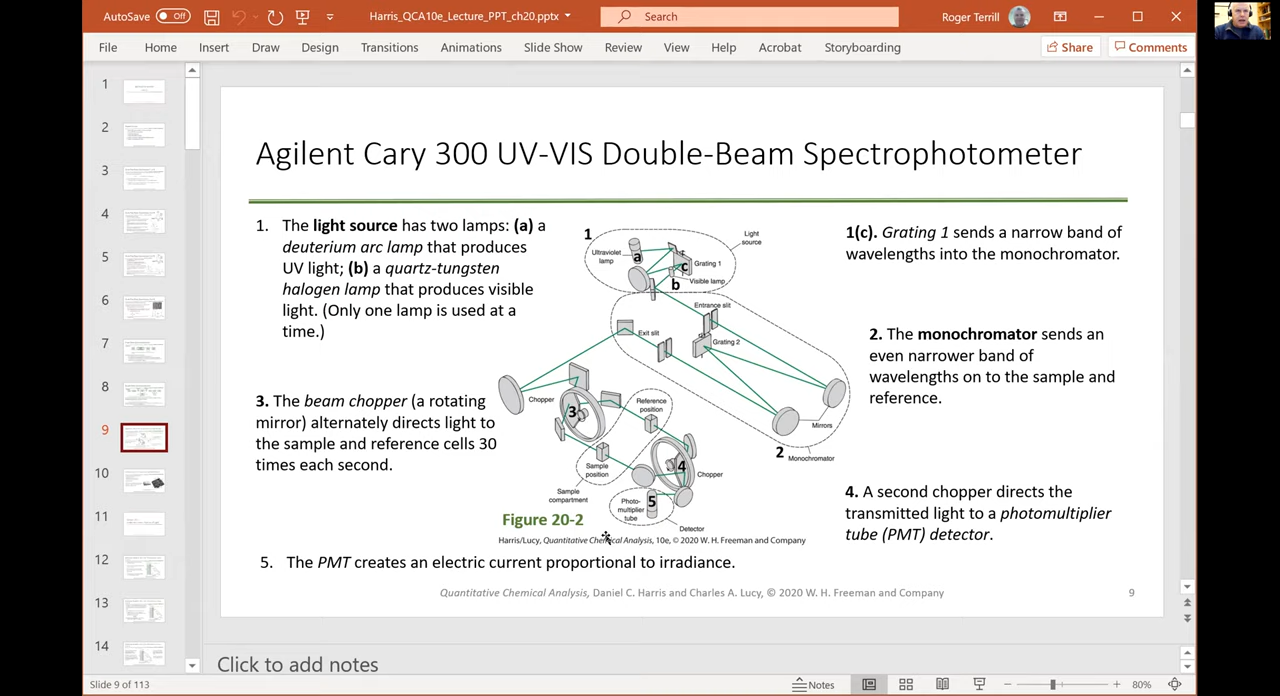 AutoSave Off
Harris_QCA10e_Lecture_PPT_ch20.pptx
Search
Roger Terrill
File Home Insert Draw Design Transitions Animations Slide Show Review View Help Acrobat Storyboarding
Share Comments
1
2
3
4
5
6
7
8
9
10
11
12
13
14
Agilent Cary 300 UV-VIS Double-Beam Spectrophotometer
1. The light source has two lamps: (a) a
deuterium arc lamp that produces
UV light; (b) a quartz-tungsten
halogen lamp that produces visible
light. (Only one lamp is used at a
time.)
3. The beam chopper (a rotating
mirror) alternately directs light to
the sample and reference cells 30
times each second.
1
Light
source
Ultraviolet
lamp
a
c
Grating 1
b
Visible lamp
Entrance slit
Exit slit
Grating 2
Chopper
3
Reference
position
Mirrors
2 Monochromator
Sample
position
4
Chopper
Sample
compartment
Photo-
multiplier
tube
5
Detector
Figure 20-2
Harris/Lucy, Quantitative Chemical Analysis, 10e, © 2020 W. H. Freeman and Company
1(c). Grating 1 sends a narrow band of
wavelengths into the monochromator.
2. The monochromator sends an
even narrower band of
wavelengths on to the sample and
reference.
4. A second chopper directs the
transmitted light to a photomultiplier
tube (PMT) detector.
5. The PMT creates an electric current proportional to irradiance.
Quantitative Chemical Analysis, Daniel C. Harris and Charles A. Lucy, © 2020 W. H. Freeman and Company
9
Click to add notes
Slide 9 of 113
Notes
80%